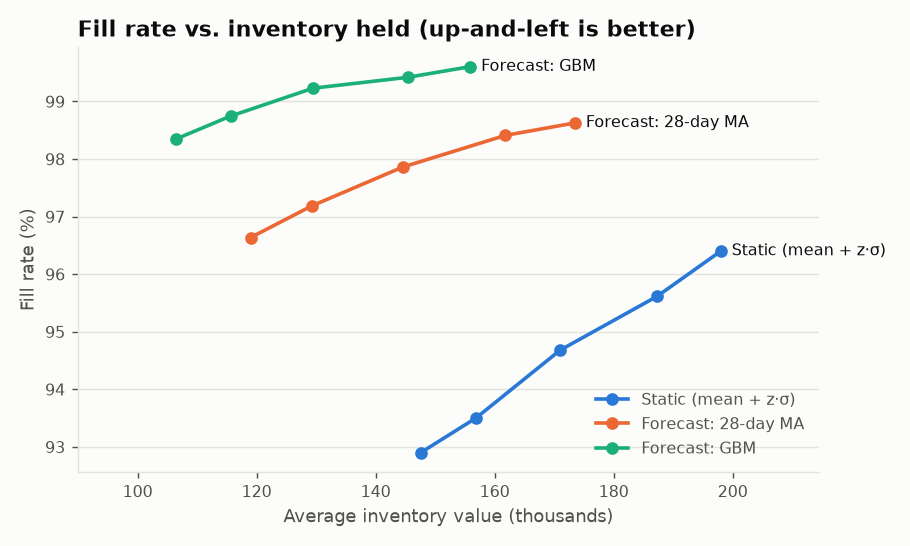 Fill rate vs. inventory held (up-and-left is better)
Forecast: GBM
Forecast: 28-day MA
Static (mean + z·σ)
99
98
97
96
95
94
93
Fill rate (%)
Static (mean + z·σ)
Forecast: 28-day MA
Forecast: GBM
100 120 140 160 180 200
Average inventory value (thousands)